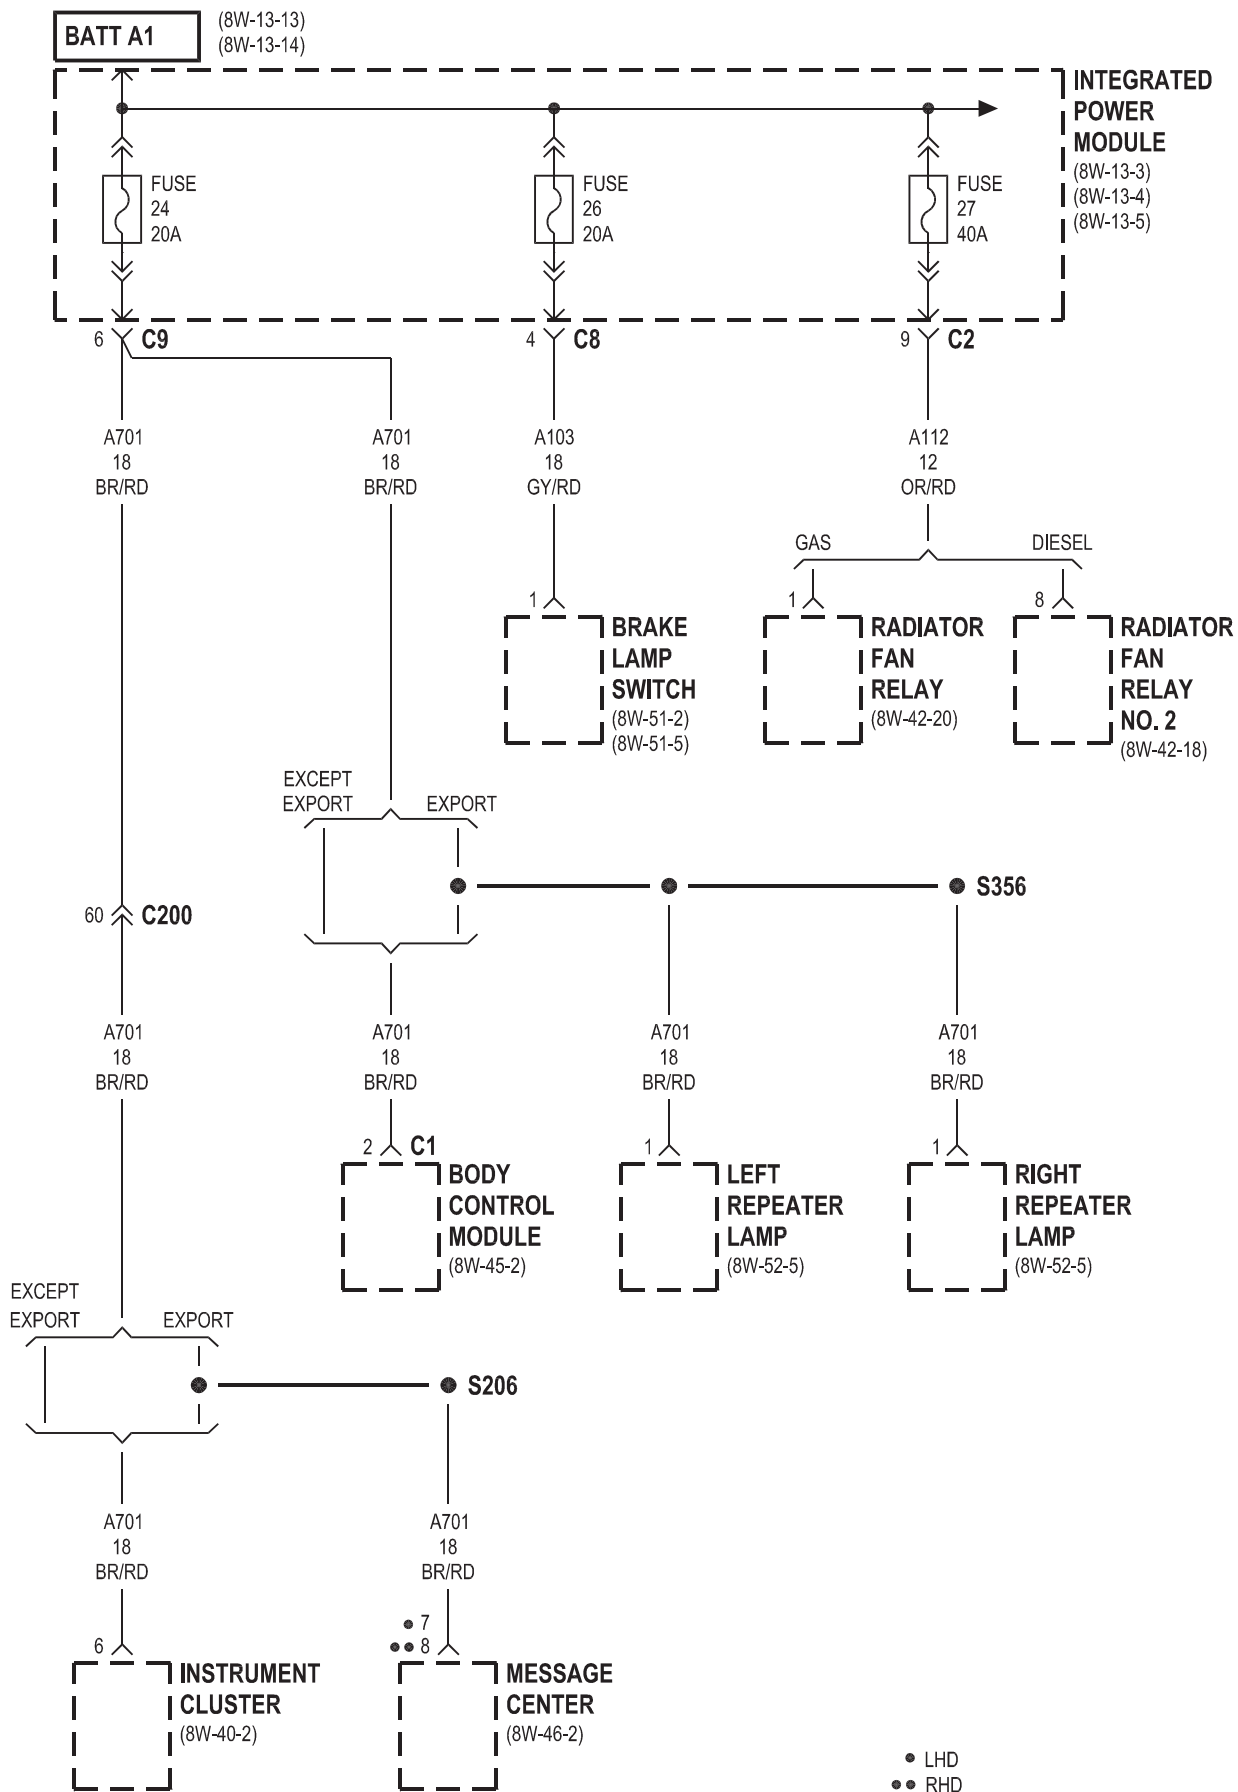 BATT A1
(8W-13-13)
(8W-13-14)
INTEGRATED
POWER
MODULE
(8W-13-3)
(8W-13-4)
(8W-13-5)
FUSE
24
20A
FUSE
26
20A
FUSE
27
40A
6 C9
4 C8
9 C2
A701
18
BR/RD
A701
18
BR/RD
A103
18
GY/RD
A112
12
OR/RD
GAS
DIESEL
1
BRAKE
LAMP
SWITCH
(8W-51-2)
(8W-51-5)
1
RADIATOR
FAN
RELAY
(8W-42-20)
8
RADIATOR
FAN
RELAY
NO. 2
(8W-42-18)
EXCEPT
EXPORT
EXPORT
S356
60 C200
A701
18
BR/RD
A701
18
BR/RD
A701
18
BR/RD
A701
18
BR/RD
2 C1
BODY
CONTROL
MODULE
(8W-45-2)
1
LEFT
REPEATER
LAMP
(8W-52-5)
1
RIGHT
REPEATER
LAMP
(8W-52-5)
EXCEPT
EXPORT
EXPORT
S206
A701
18
BR/RD
A701
18
BR/RD
6
INSTRUMENT
CLUSTER
(8W-40-2)
• 7
•• 8
MESSAGE
CENTER
(8W-46-2)
• LHD
•• RHD